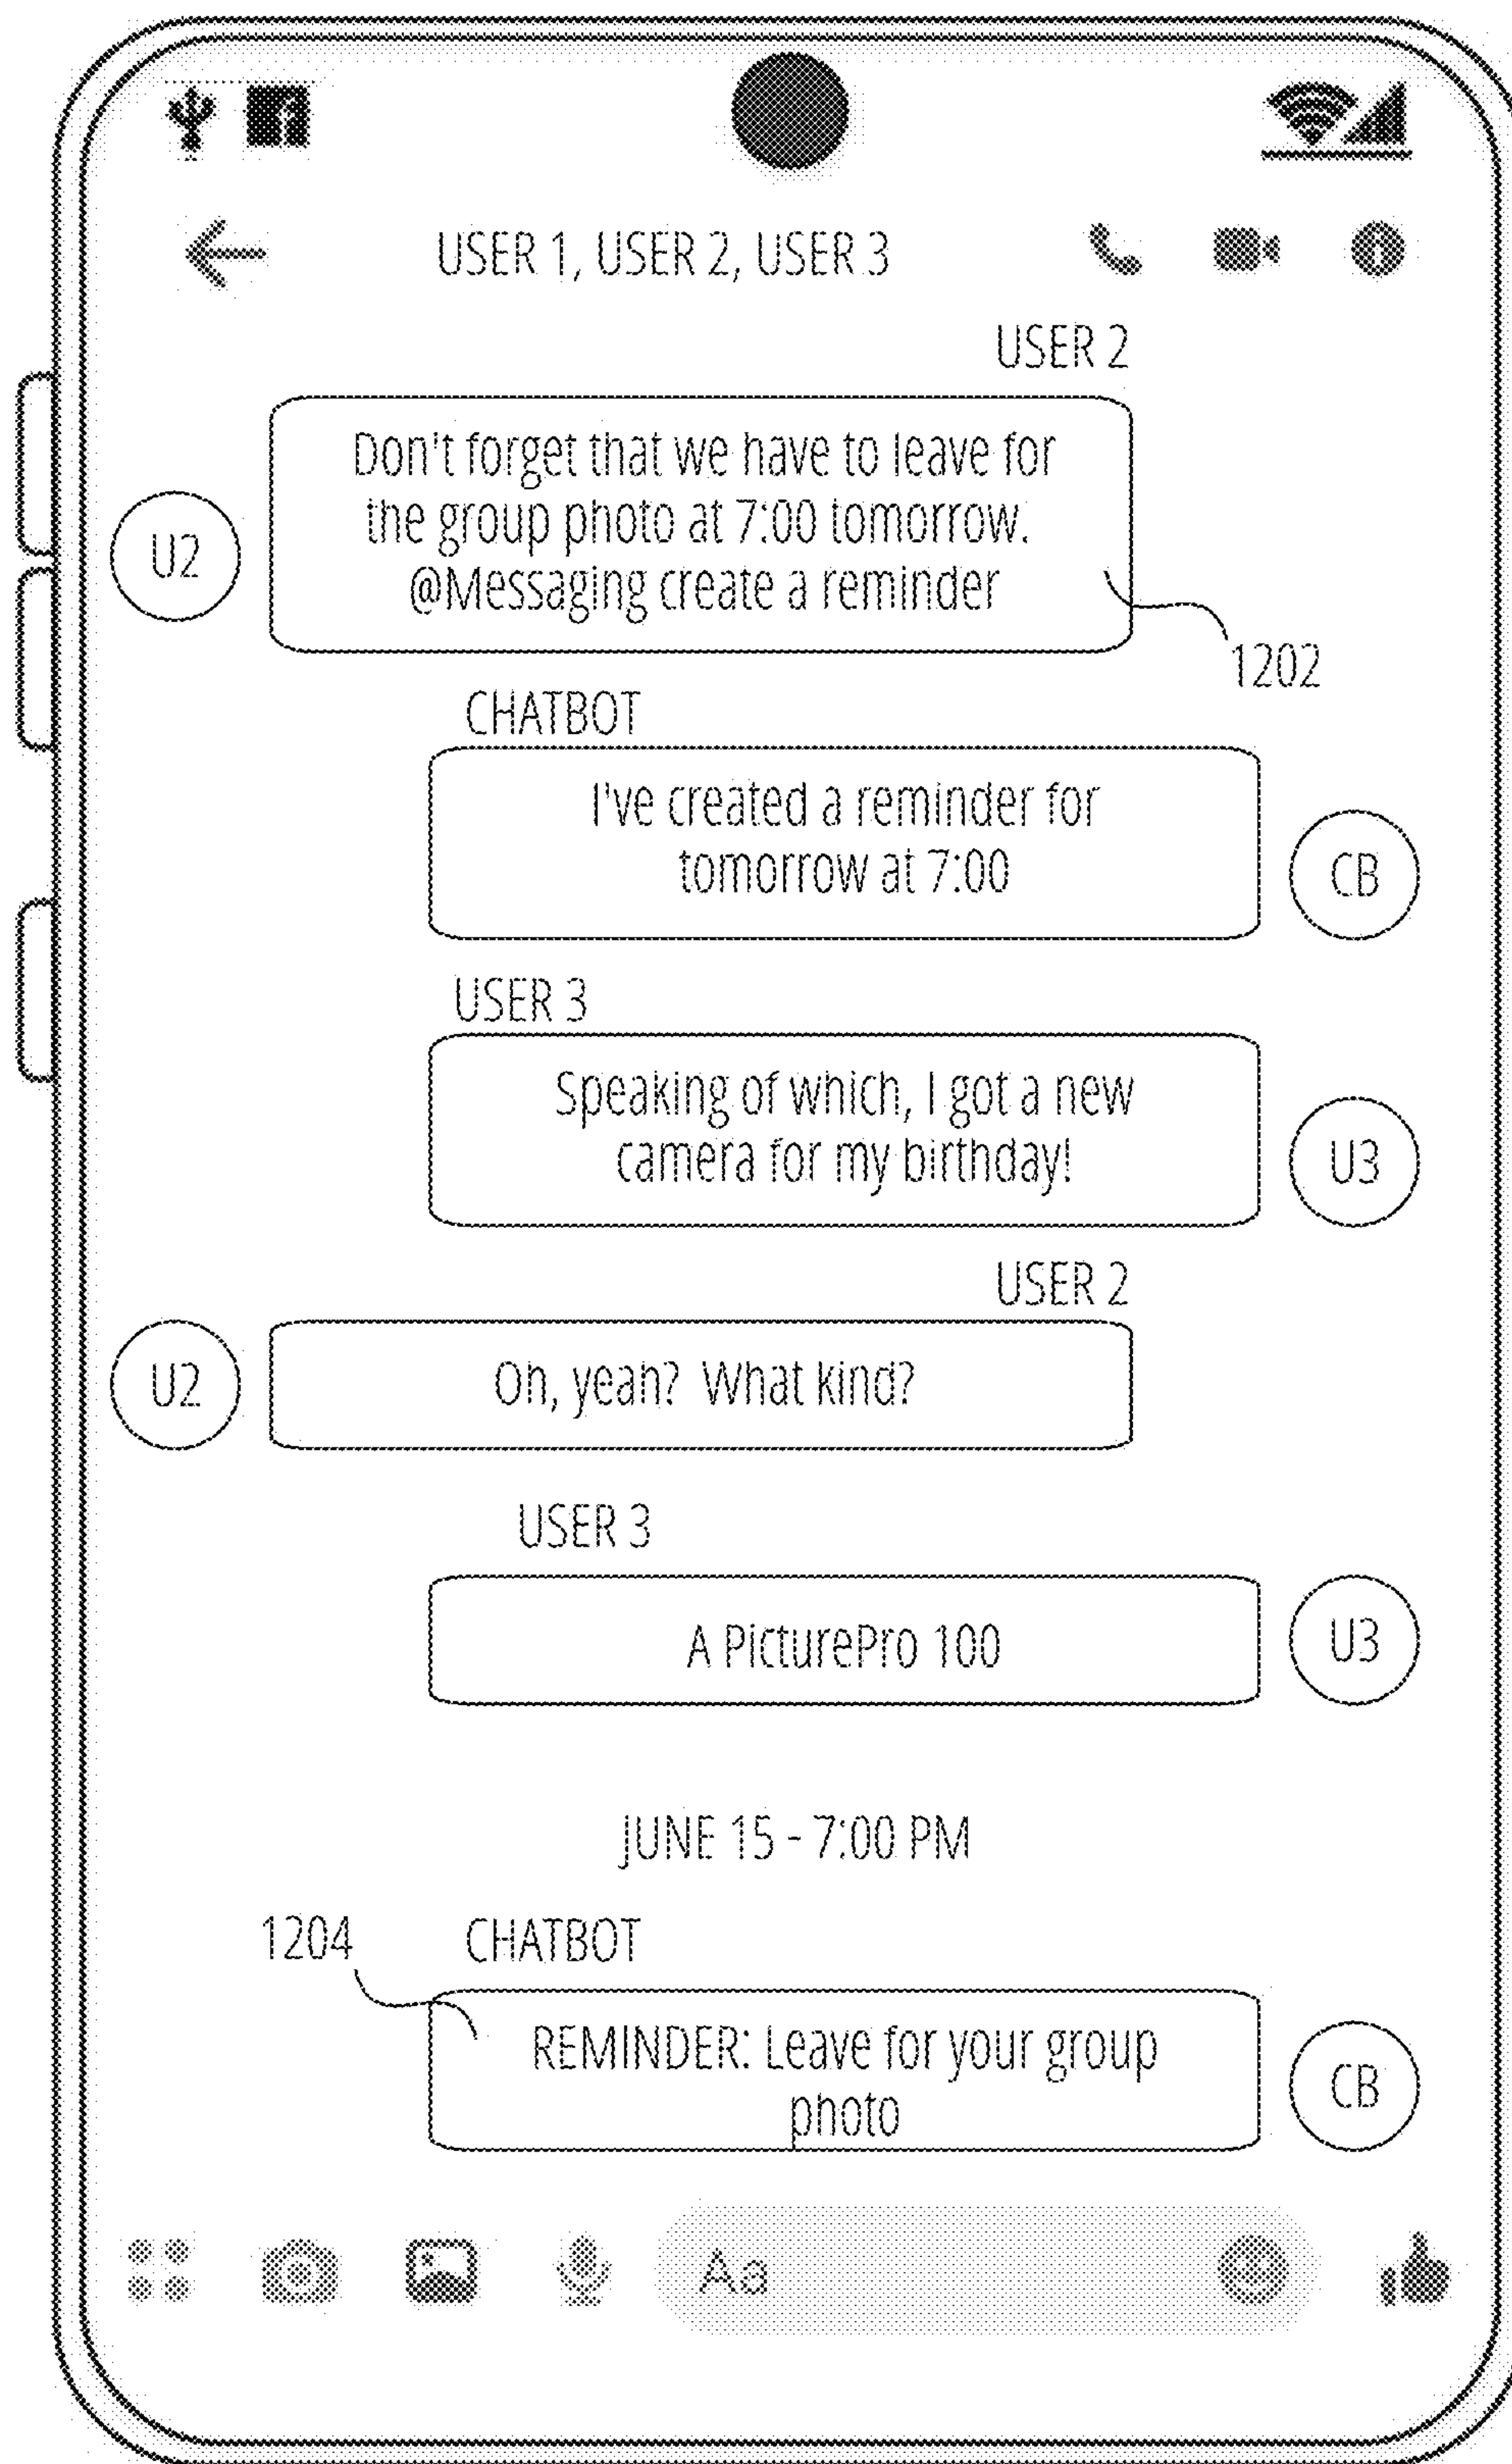 USER 1, USER 2, USER 3
USER 2
Don't forget that we have to leave for
the group photo at 7:00 tomorrow.
@Messaging create a reminder
U2
1202
CHATBOT
I've created a reminder for
tomorrow at 7:00
CB
USER 3
Speaking of which, I got a new
camera for my birthday!
U3
USER 2
U2
Oh, yeah? What kind?
USER 3
A PicturePro 100
U3
JUNE 15 - 7:00 PM
1204
CHATBOT
REMINDER: Leave for your group
photo
CB
Aa